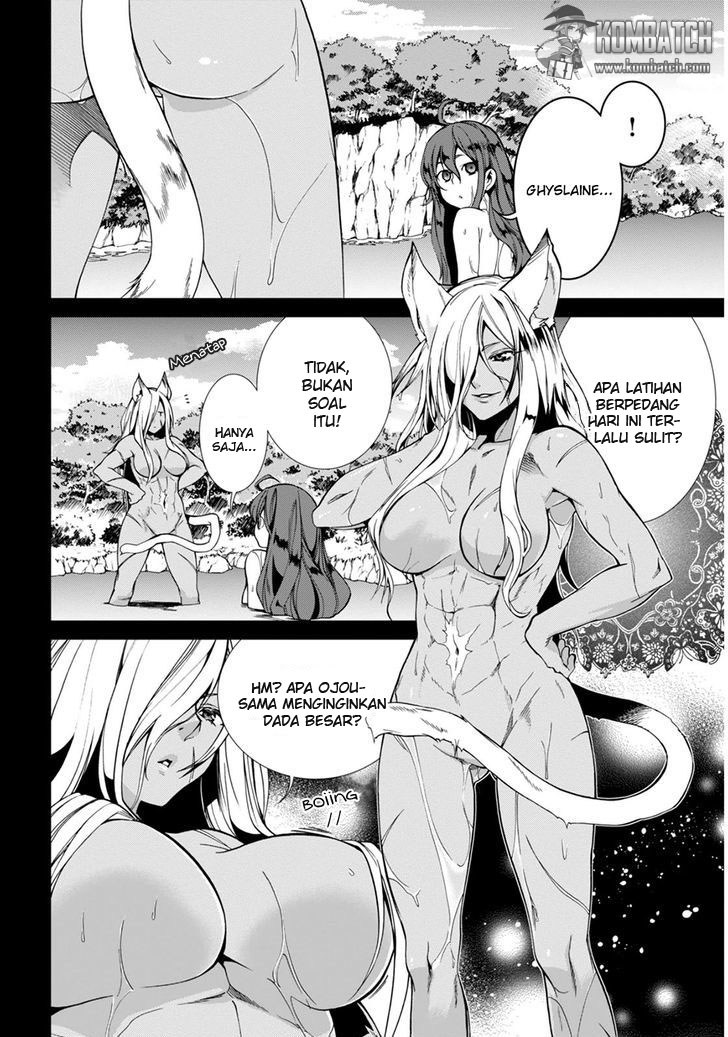 KOMBATCH
www.kombatch.com
!
GHYSLAINE...
APA LATIHAN
BERPEDANG
HARI INI TER-
LALU SULIT?
TIDAK,
BUKAN
SOAL
ITU!
HANYA
SAJA...
Menatap
HM? APA OJOU-
SAMA MENGINGINKAN
DADA BESAR?
Boiing